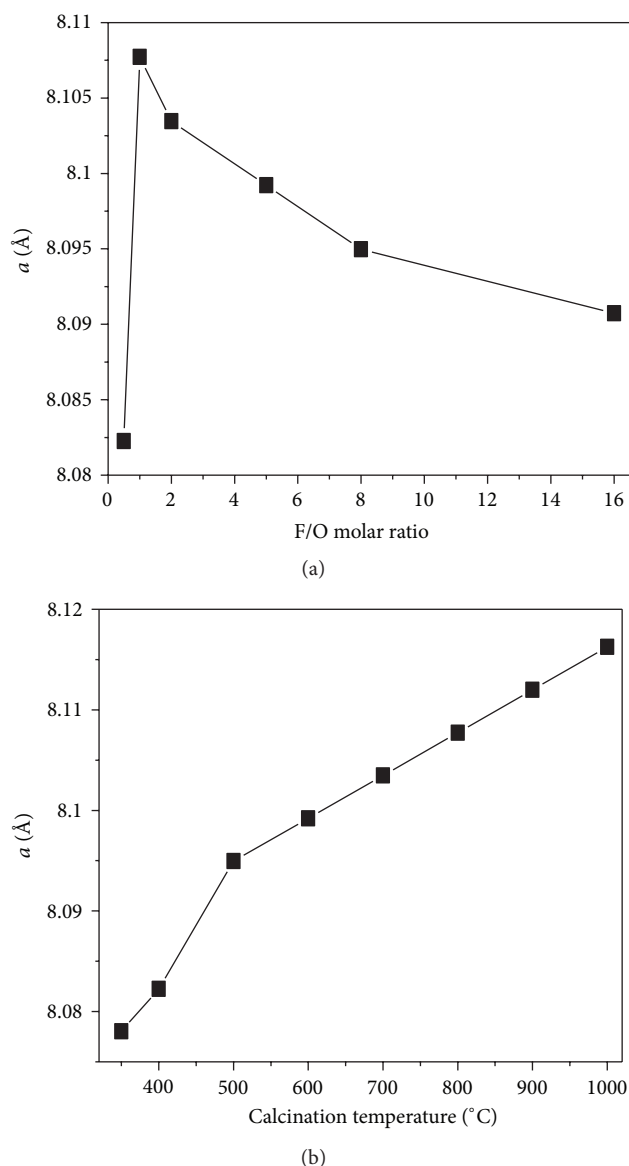 8.11
8.105
8.1
8.095
8.09
8.085
8.08
a (Å)
0 2 4 6 8 10 12 14 16
F/O molar ratio
(a)
8.12
8.11
8.1
8.09
8.08
a (Å)
400 500 600 700 800 900 1000
Calcination temperature (°C)
(b)